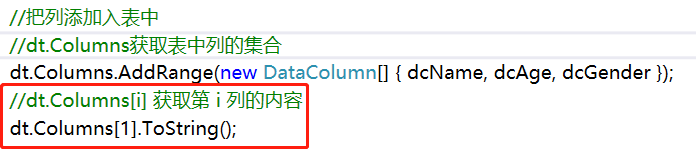 //把列添加入表中
//dt.Columns获取表中列的集合
dt.Columns.AddRange(new DataColumn[] { dcName, dcAge, dcGender });
//dt.Columns[i] 获取第 i 列的内容
dt.Columns[1].ToString();